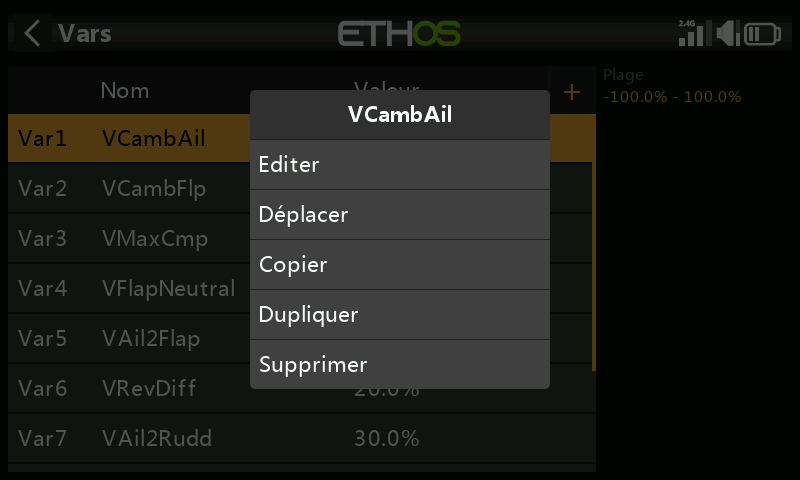 Vars ETHOS 2.4G
Nom Valeur +
Plage
-100.0% - 100.0%
VCambAil
Var1 VCambAil
Editer
Var2 VCambFlp
Déplacer
Var3 VMaxCmp
Copier
Var4 VFlapNeutral
Dupliquer
Var5 VAil2Flap
Supprimer
Var6 VRevDiff 20.0%
Var7 VAil2Rudd 30.0%